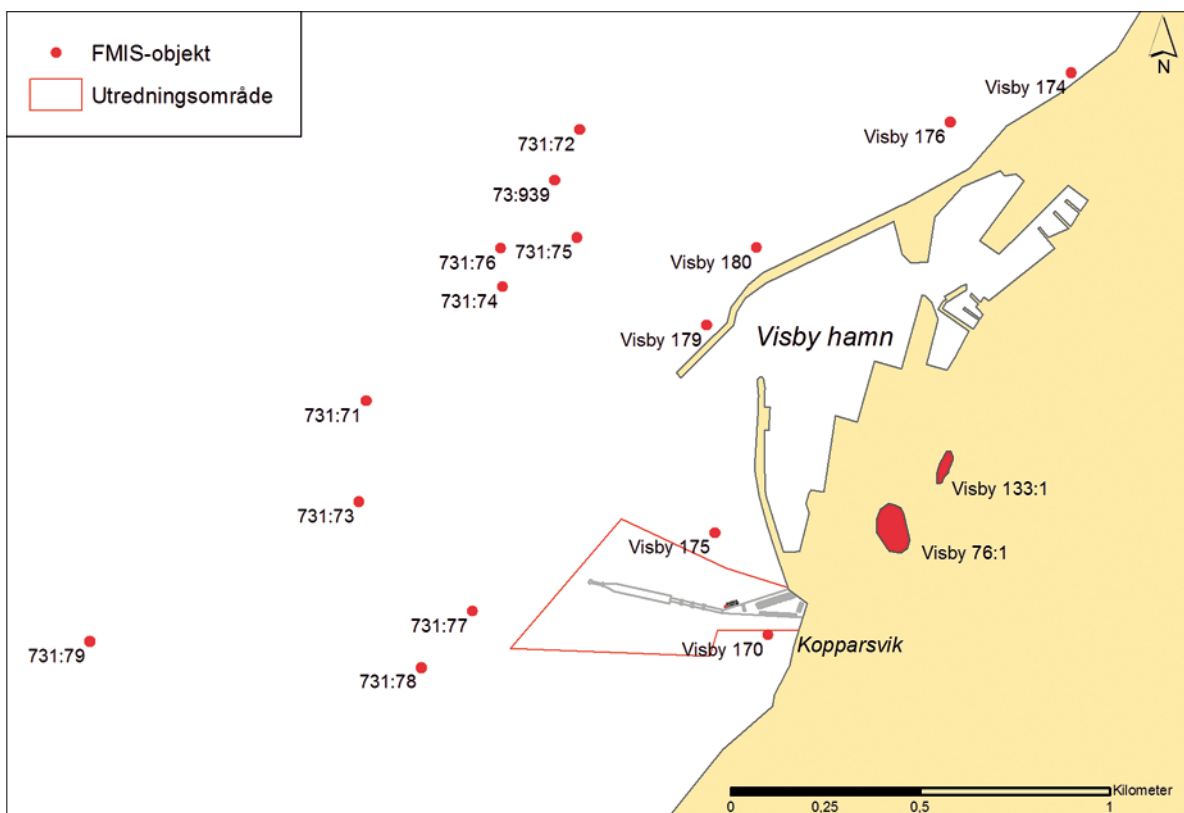 FMIS-objekt
Utredningsområde
N
Visby 174
Visby 176
731:72
73:939
731:75
731:76
Visby 180
731:74
Visby 179
Visby hamn
731:71
Visby 133:1
731:73
Visby 175
Visby 76:1
731:77
Visby 170
Kopparsvik
731:79
731:78
Kilometer
0 0,25 0,5 1